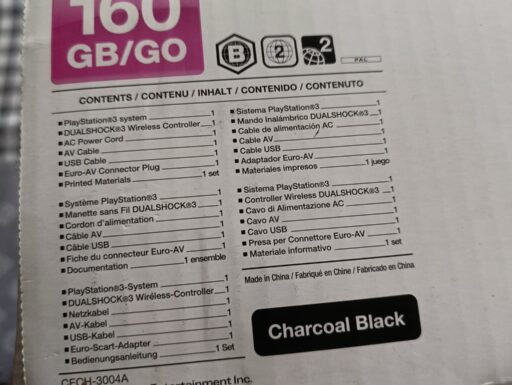 160
GB/GO
B
2
2
PAL
CONTENTS / CONTENU / INHALT / CONTENIDO / CONTENUTO
▪ PlayStation®3 system 1
▪ DUALSHOCK®3 Wireless Controller 1
▪ AC Power Cord 1
▪ AV Cable 1
▪ USB Cable 1
▪ Euro-AV Connector Plug 1
▪ Printed Materials 1 set
▪ Système PlayStation®3 1
▪ Manette sans Fil DUALSHOCK®3 1
▪ Cordon d'alimentation 1
▪ Câble AV 1
▪ Câble USB 1
▪ Fiche du connecteur Euro-AV 1
▪ Documentation 1 ensemble
▪ PlayStation®3-System 1
▪ DUALSHOCK®3 Wireless-Controller 1
▪ Netzkabel 1
▪ AV-Kabel 1
▪ USB-Kabel 1
▪ Euro-Scart-Adapter 1
▪ Bedienungsanleitung 1 Set
▪ Sistema PlayStation®3 1
▪ Mando Inalámbrico DUALSHOCK®3 1
▪ Cable de alimentación AC 1
▪ Cable AV 1
▪ Cable USB 1
▪ Adaptador Euro-AV 1
▪ Materiales impresos 1 juego
▪ Sistema PlayStation®3 1
▪ Controller Wireless DUALSHOCK®3 1
▪ Cavo di Alimentazione AC 1
▪ Cavo AV 1
▪ Cavo USB 1
▪ Presa per Connettore Euro-AV 1
▪ Materiale informativo 1 set
Made in China / Fabriqué en Chine / Fabricado en China
Charcoal Black
CECH-3004A
Entertainment Inc.